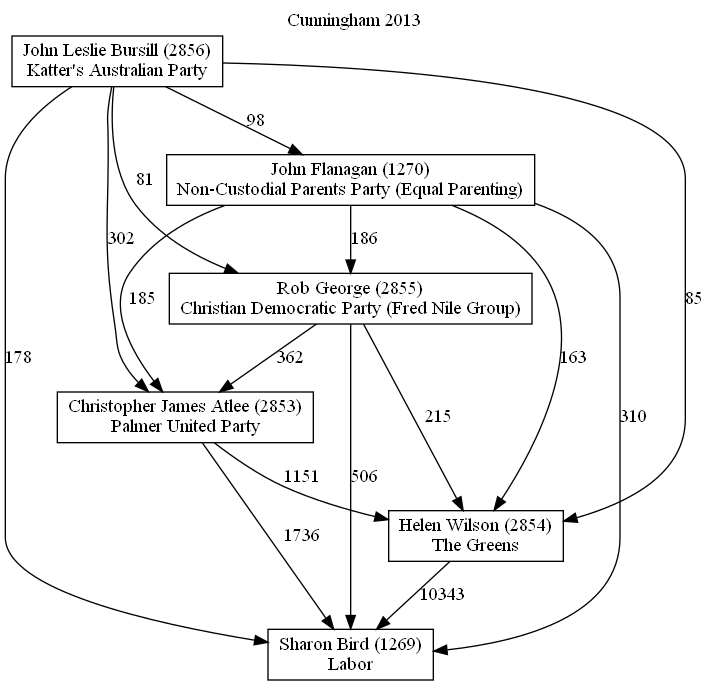 Cunningham 2013
John Leslie Bursill (2856)
Katter's Australian Party
98
John Flanagan (1270)
Non-Custodial Parents Party (Equal Parenting)
81
302
186
Rob George (2855)
Christian Democratic Party (Fred Nile Group)
185
85
178
362
163
Christopher James Atlee (2853)
Palmer United Party
215
310
1151
506
Helen Wilson (2854)
The Greens
1736
10343
Sharon Bird (1269)
Labor